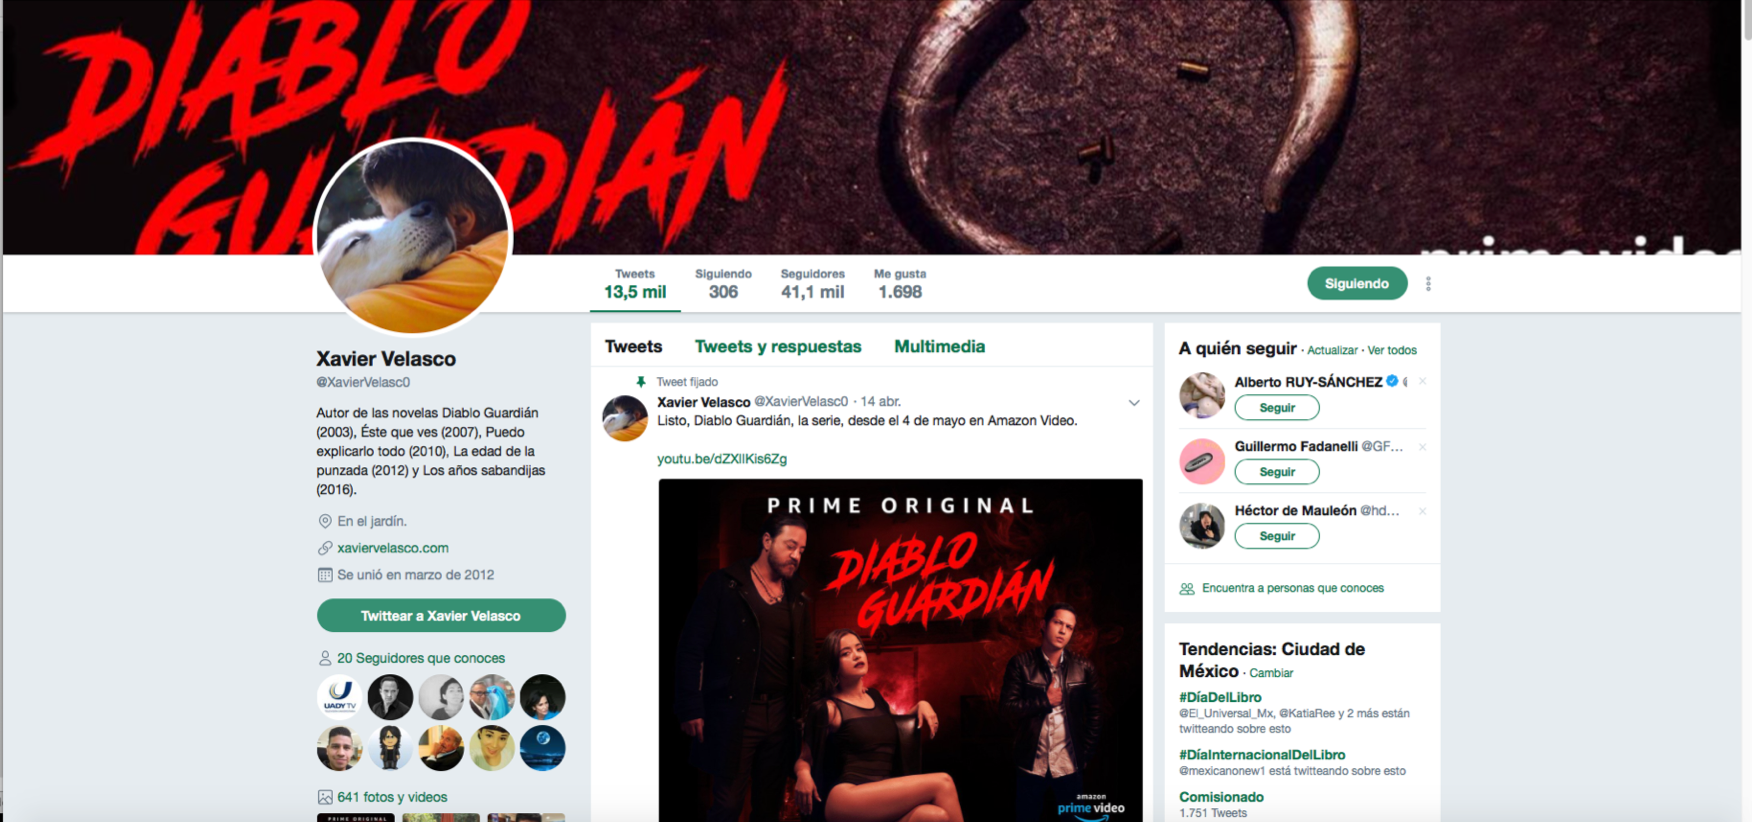 DIABLO
GUARDIÁN
prime video
Tweets
13,5 mil
Siguiendo
306
Seguidores
41,1 mil
Me gusta
1.698
Siguiendo
Xavier Velasco
@XavierVelasc0
Autor de las novelas Diablo Guardián
(2003), Éste que ves (2007), Puedo
explicarlo todo (2010), La edad de la
punzada (2012) y Los años sabandijas
(2016).
En el jardín.
xaviervelasco.com
Se unió en marzo de 2012
Twittear a Xavier Velasco
20 Seguidores que conoces
UADY TV
641 fotos y videos
PRIME ORIGINAL
Tweets
Tweets y respuestas
Multimedia
Tweet fijado
Xavier Velasco @XavierVelasc0 · 14 abr.
Listo, Diablo Guardián, la serie, desde el 4 de mayo en Amazon Video.
PRIME ORIGINAL
DIABLO
GUARDIÁN
amazon
prime video
A quién seguir · Actualizar · Ver todos
Alberto RUY-SÁNCHEZ
Seguir
Guillermo Fadanelli @GF...
Seguir
Héctor de Mauleón @hd...
Seguir
Encuentra a personas que conoces
Tendencias: Ciudad de
México · Cambiar
#DíaDelLibro
@El_Universal_Mx, @KatiaRee y 2 más están
twitteando sobre esto
#DíaInternacionalDelLibro
@mexicanonew1 está twitteando sobre esto
Comisionado
1.751 Tweets